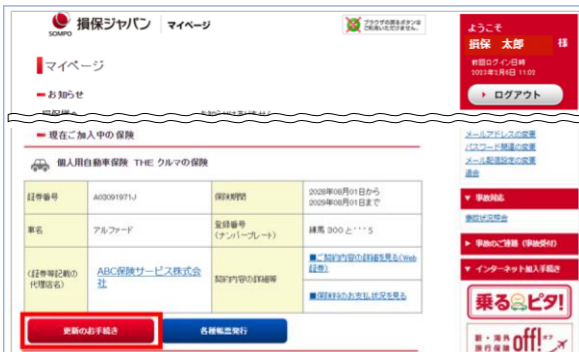 SOMPO
損保ジャパン マイページ
ブラウザの戻るボタンは
ご利用いただけません。
マイページ
お知らせ
現在ご加入中の保険
個人用自動車保険 THE クルマの保険
証券番号 A03091971J 保険期間 2028年08月01日から
2029年08月01日まで
車名 アルファード 登録番号
(ナンバープレート) 練馬 300 と ・・・5
(証券等記載の
代理店名) ABC保険サービス株式会
社 契約内容の詳細等 ■ご契約内容の詳細を見る(Web
証券)
■保険料のお支払状況を見る
更新のお手続き 各種帳票発行
ようこそ
損保 太郎 様
前回ログイン日時
2023年2月6日 11:02
ログアウト
メールアドレスの変更
パスワード関連の変更
メール配信設定の変更
退会
事故対応
事故状況照会
事故のご連絡(事故受付)
インターネット加入手続き
乗るピタ!
新・海外
旅行保険 off!